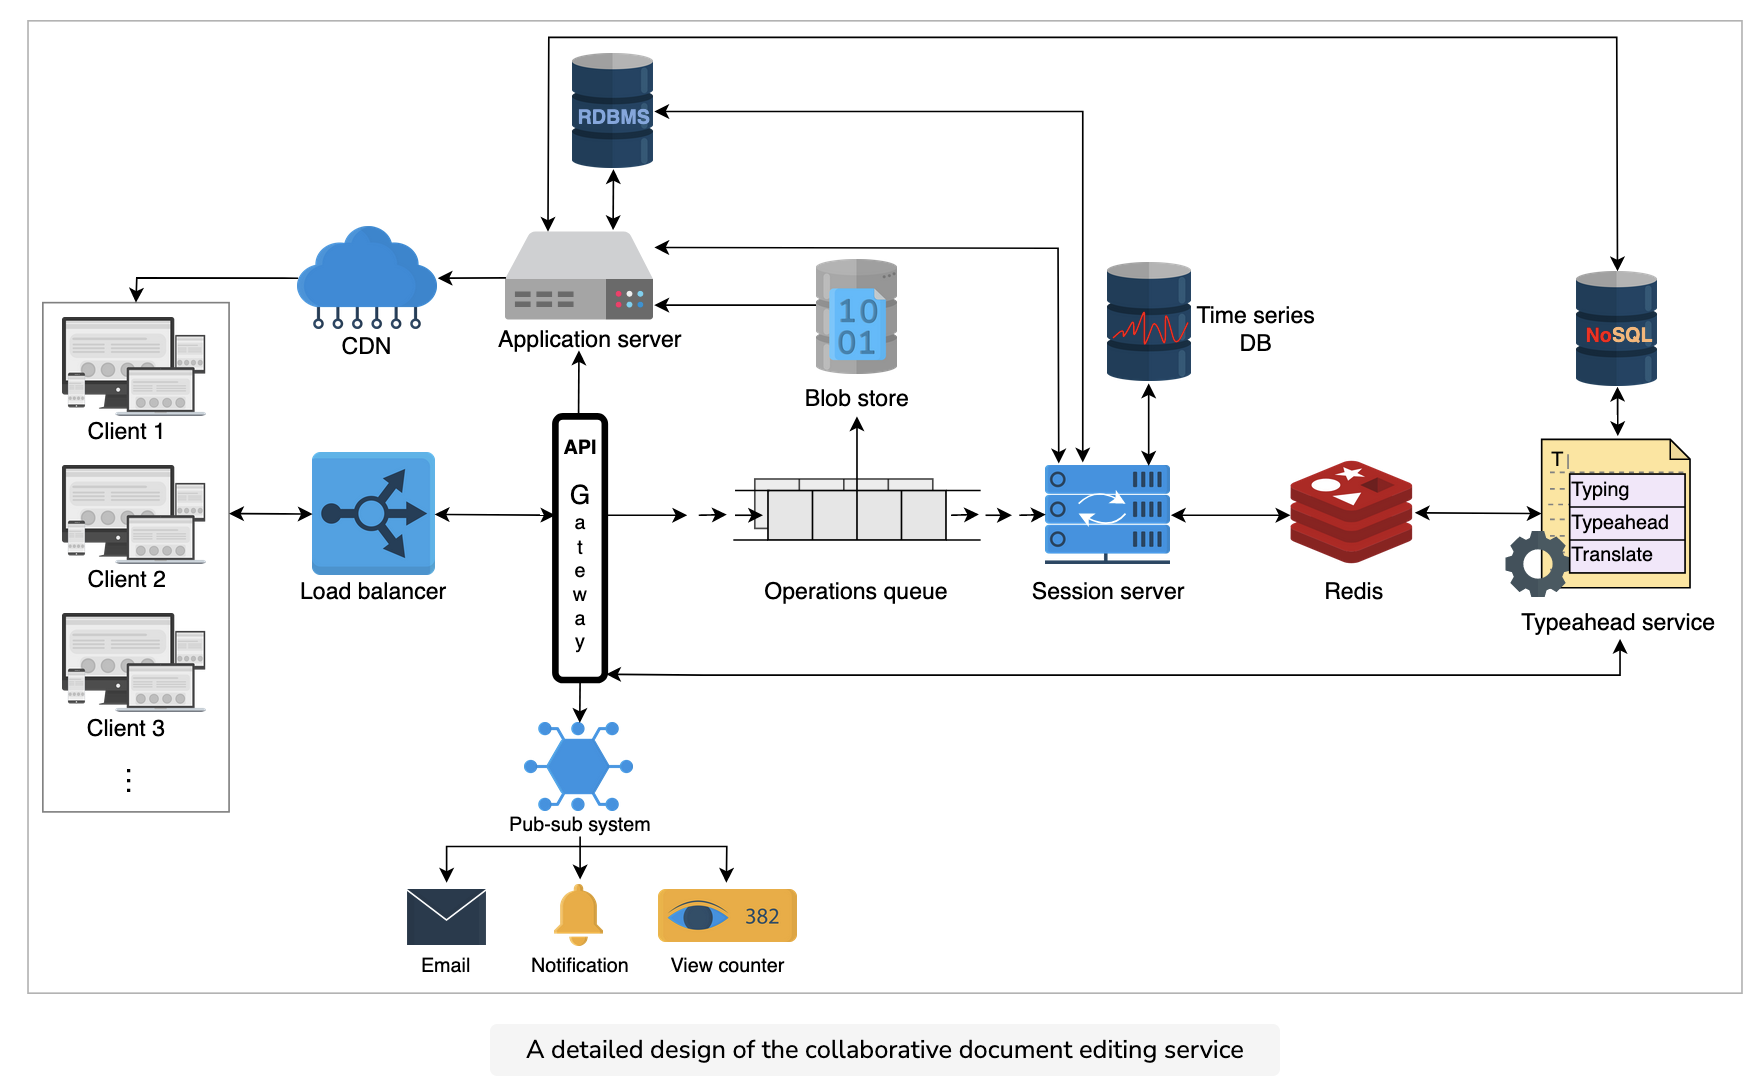 RDBMS
CDN
Application server
10
01
Blob store
Time series
DB
NoSQL
Client 1
Client 2
Client 3
⋮
Load balancer
API
G
a
t
e
w
a
y
Operations queue
Session server
Redis
T|
Typing
Typeahead
Translate
Typeahead service
Pub-sub system
382
Email
Notification
View counter
A detailed design of the collaborative document editing service